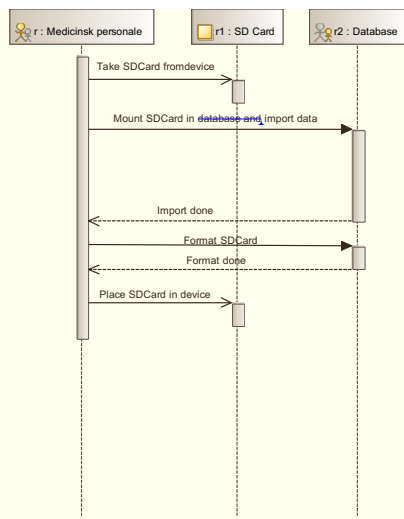 r : Medicinsk personale
r1 : SD Card
r2 : Database
Take SDCard fromdevice
Mount SDCard in database and import data
Import done
Format SDCard
Format done
Place SDCard in device